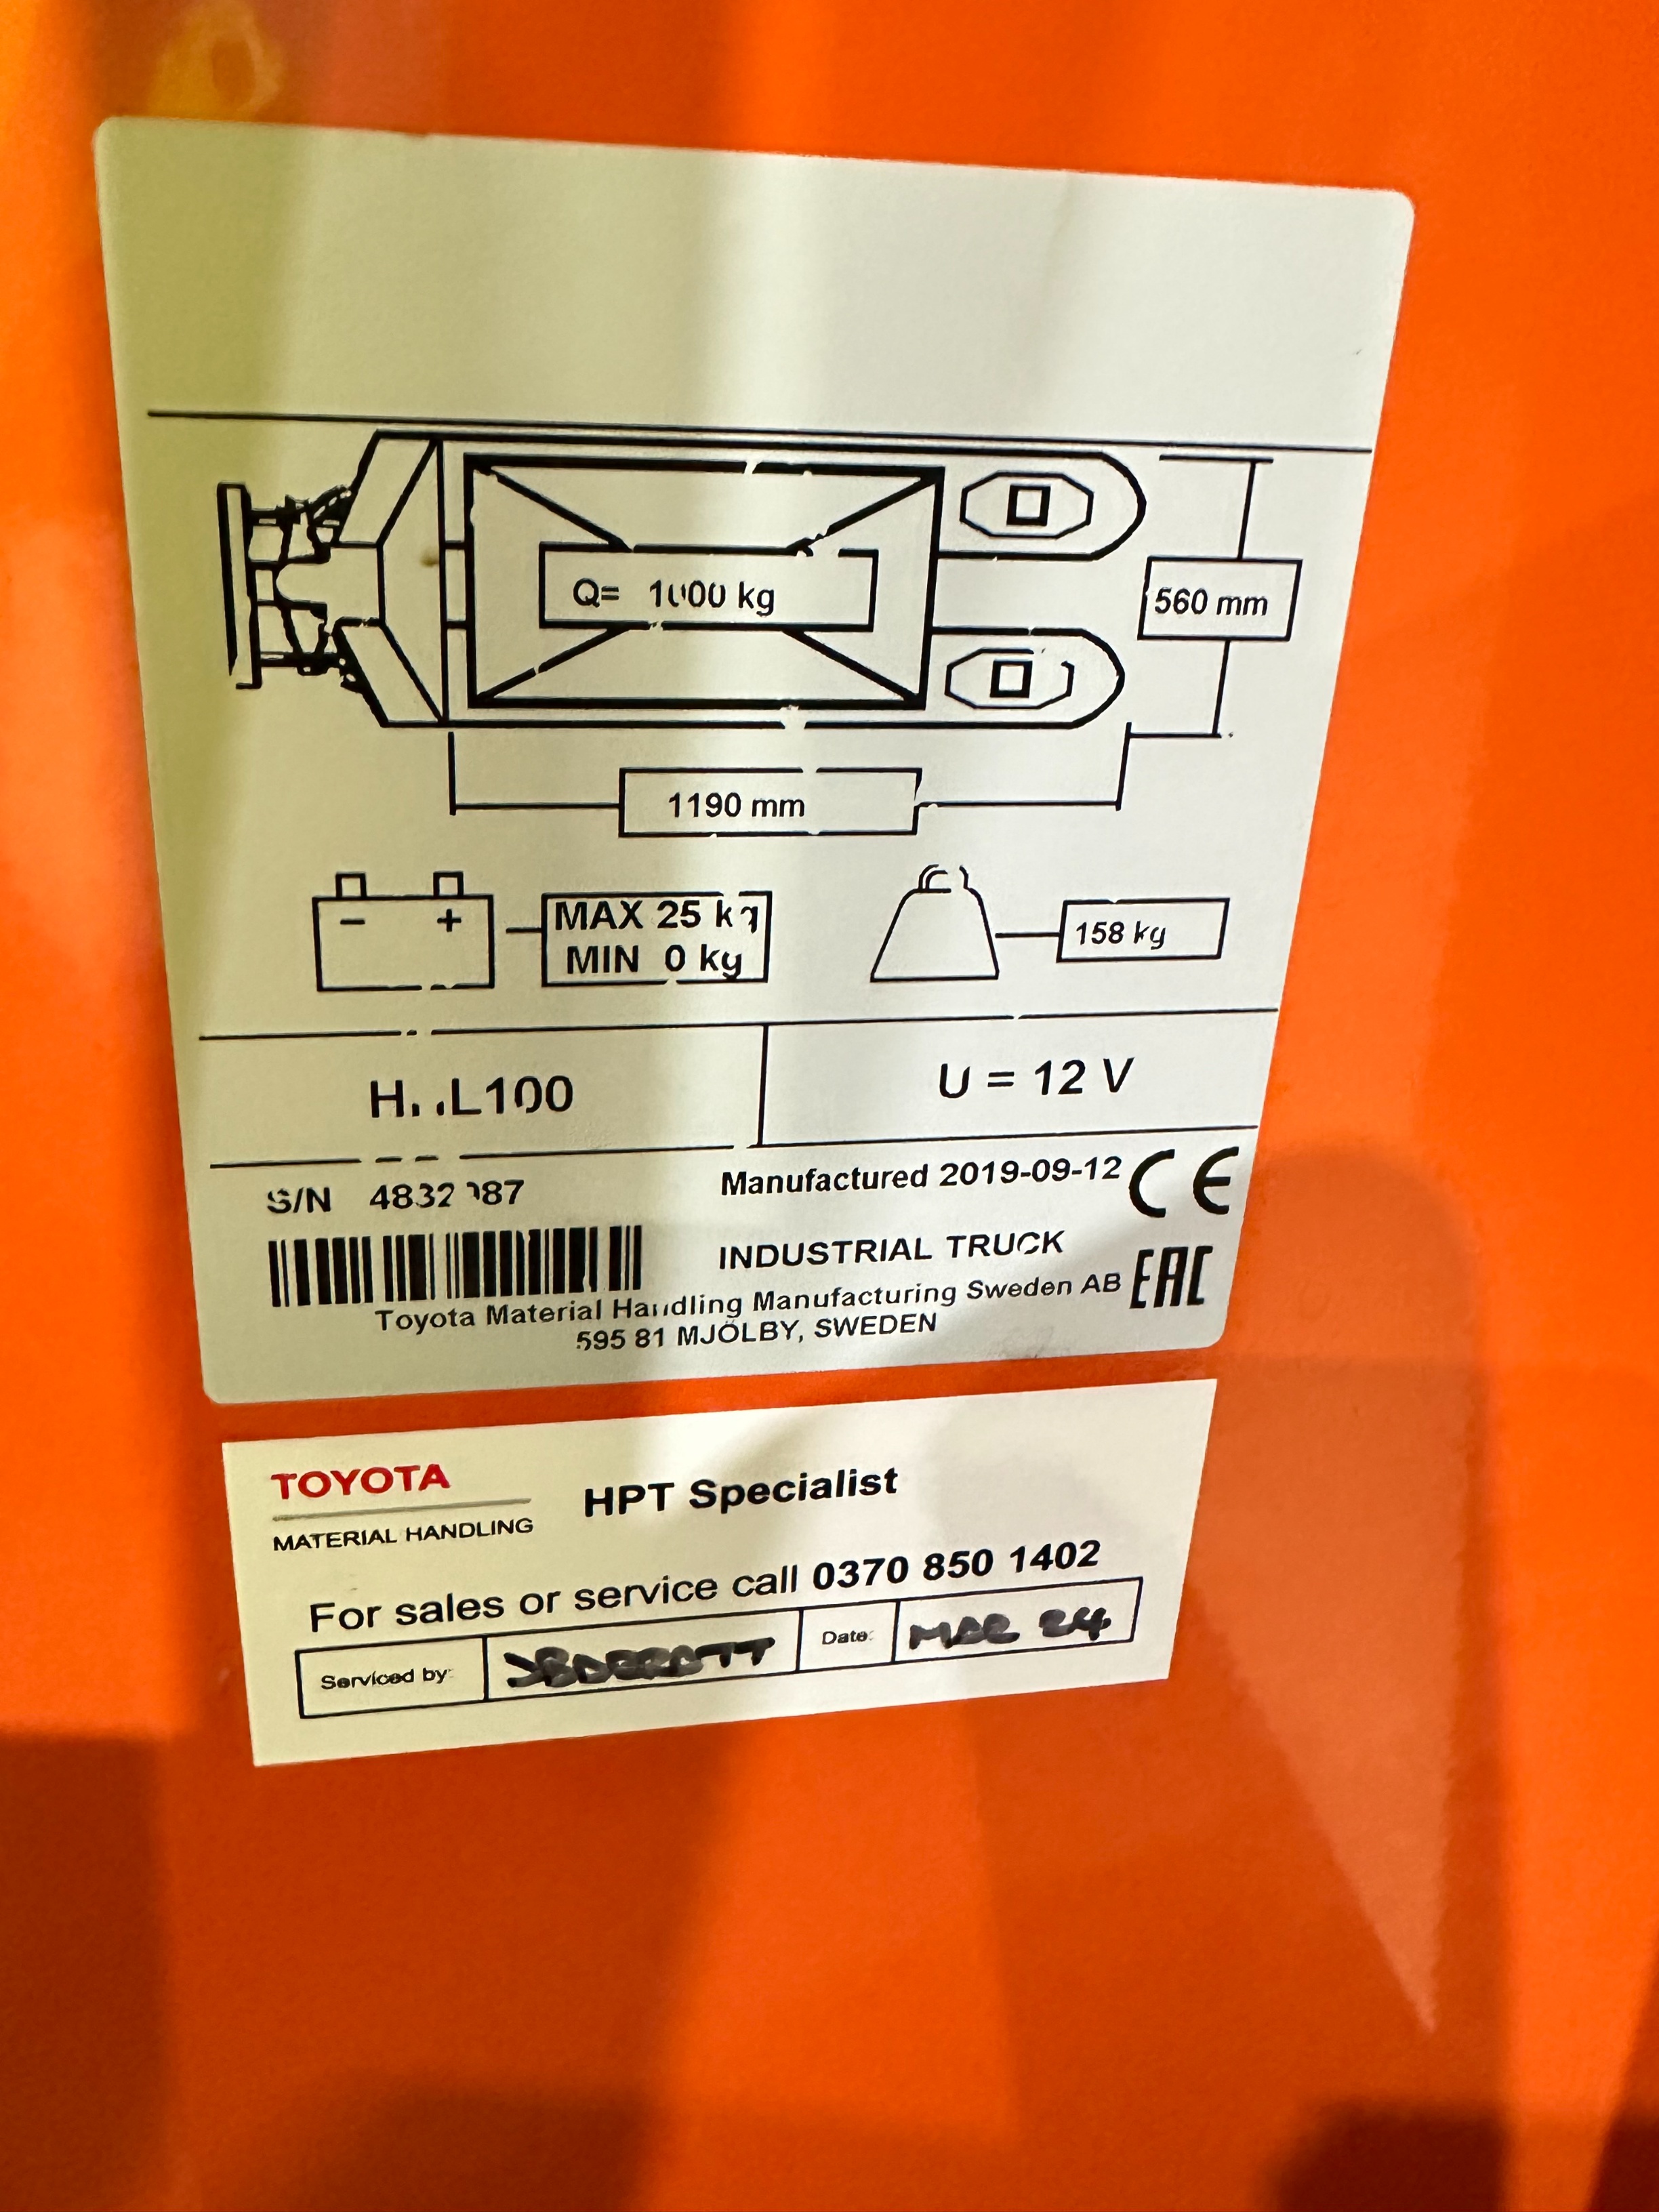 Q= 1000 kg
560 mm
1190 mm
- +
MAX 25 kg
MIN 0 kg
158 kg
U = 12 V
S/N
Manufactured 2019-09-12 CE
INDUSTRIAL TRUCK
EAC
Toyota Material Handling Manufacturing Sweden AB
595 81 MJÖLBY, SWEDEN
TOYOTA
MATERIAL HANDLING
HPT Specialist
For sales or service call 0370 850 1402
Serviced by:
Date: MAR 24